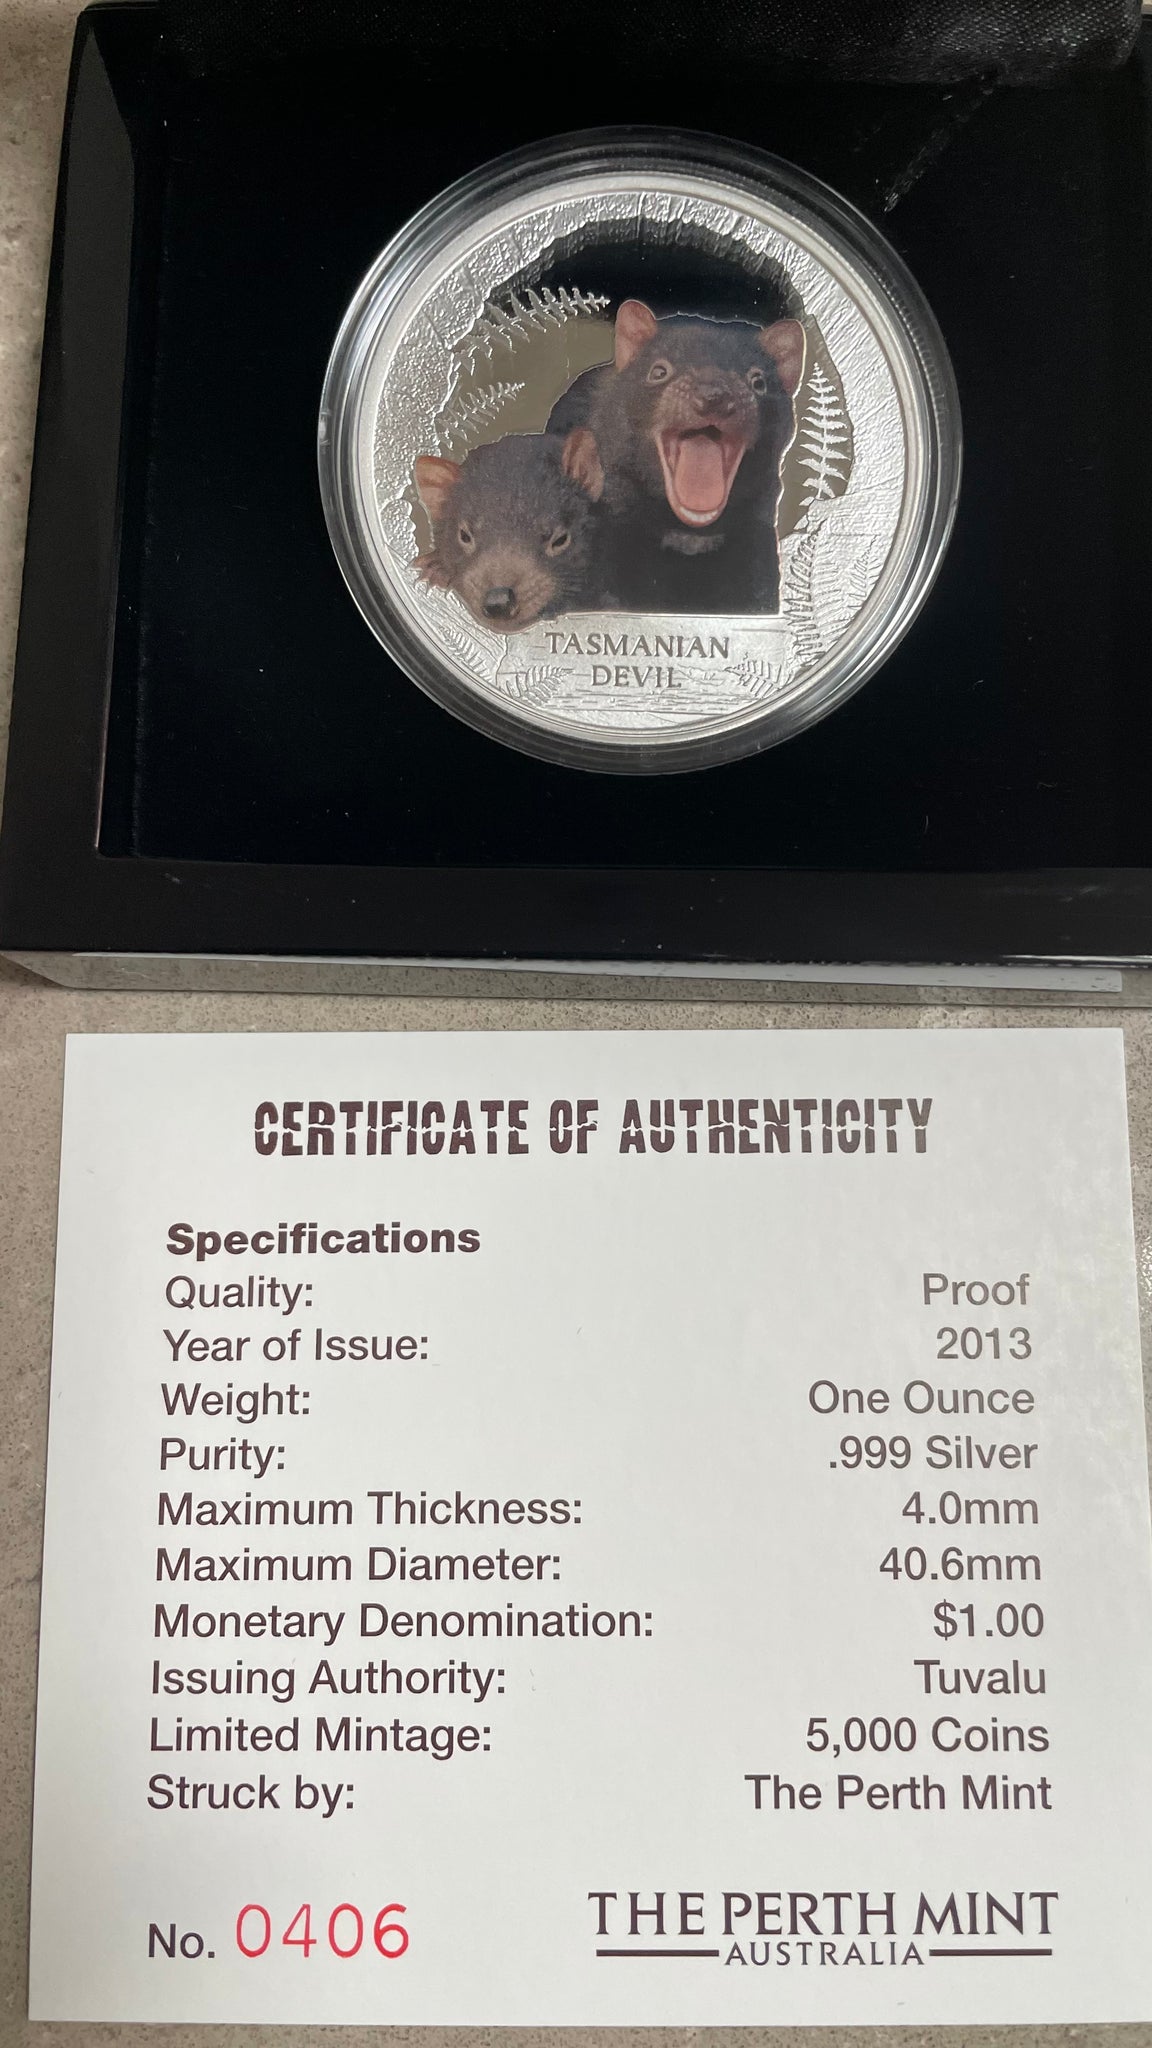 TASMANIAN
DEVIL
CERTIFICATE OF AUTHENTICITY
Specifications
Quality: Proof
Year of Issue: 2013
Weight: One Ounce
Purity: .999 Silver
Maximum Thickness: 4.0mm
Maximum Diameter: 40.6mm
Monetary Denomination: $1.00
Issuing Authority: Tuvalu
Limited Mintage: 5,000 Coins
Struck by: The Perth Mint
No. 0406
THE PERTH MINT
AUSTRALIA